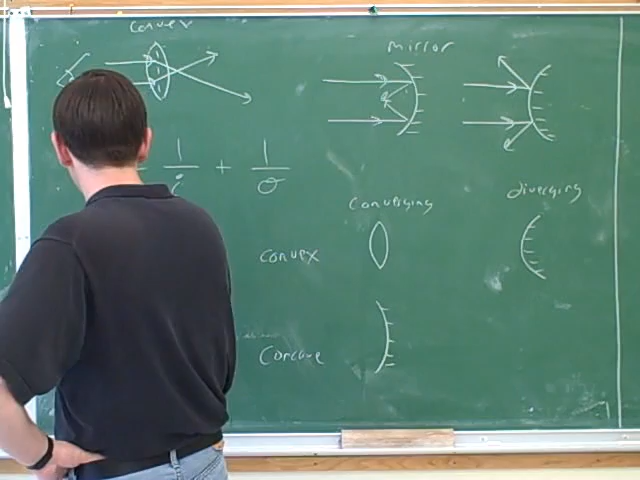 convex
mirror
= 1/i + 1/o
converging diverging
convex
Concave